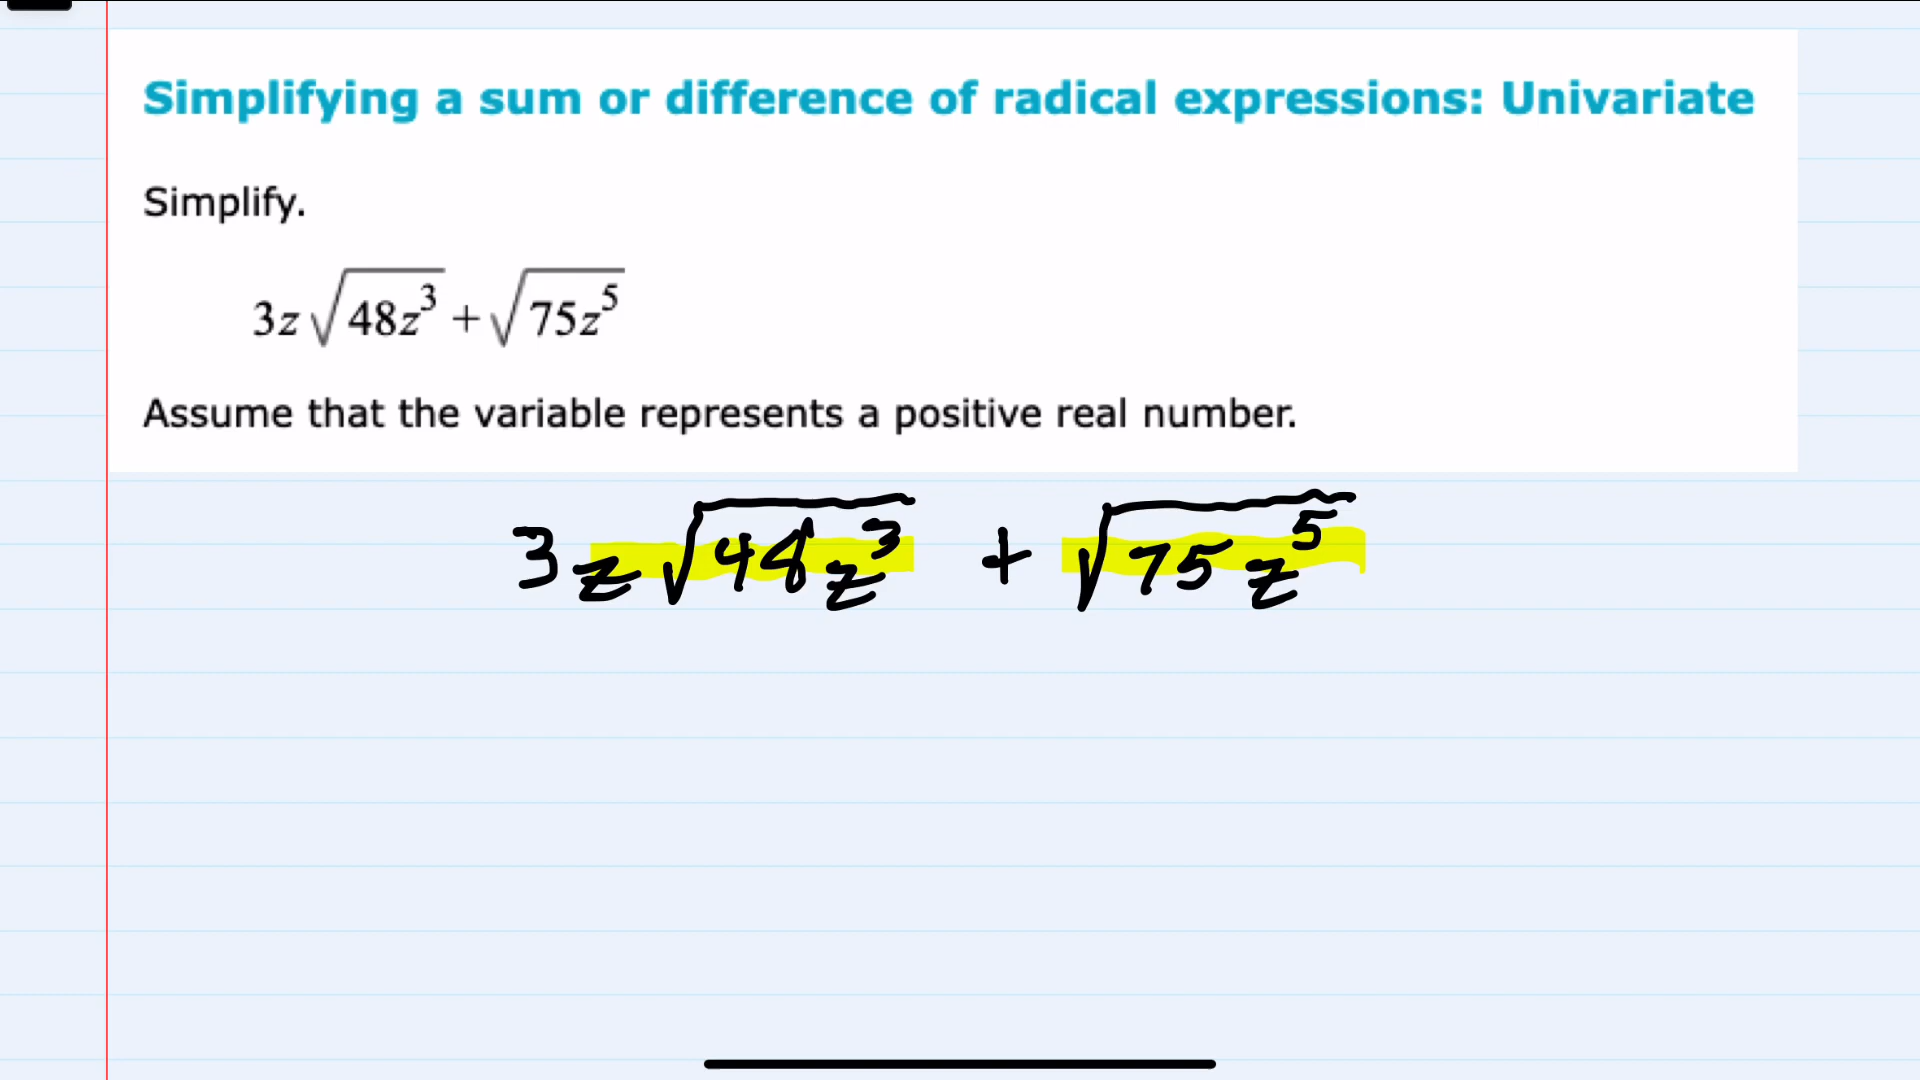 Simplifying a sum or difference of radical expressions: Univariate
Simplify.
3z√48z³ + √75z⁵
Assume that the variable represents a positive real number.
3z√48z³ + √75z⁵